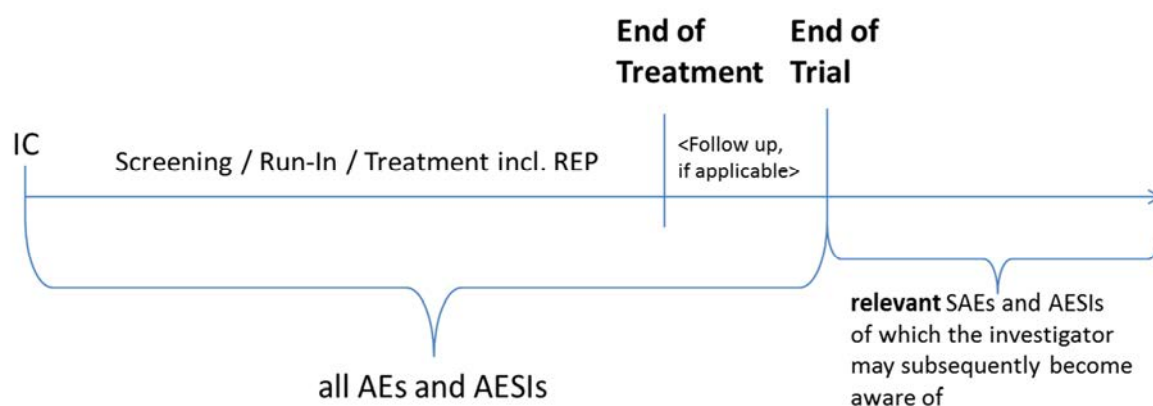 End of
Treatment
End of
Trial
IC
Screening / Run-In / Treatment incl. REP
<Follow up,
if applicable>
all AEs and AESIs
relevant SAEs and AESIs
of which the investigator
may subsequently become
aware of